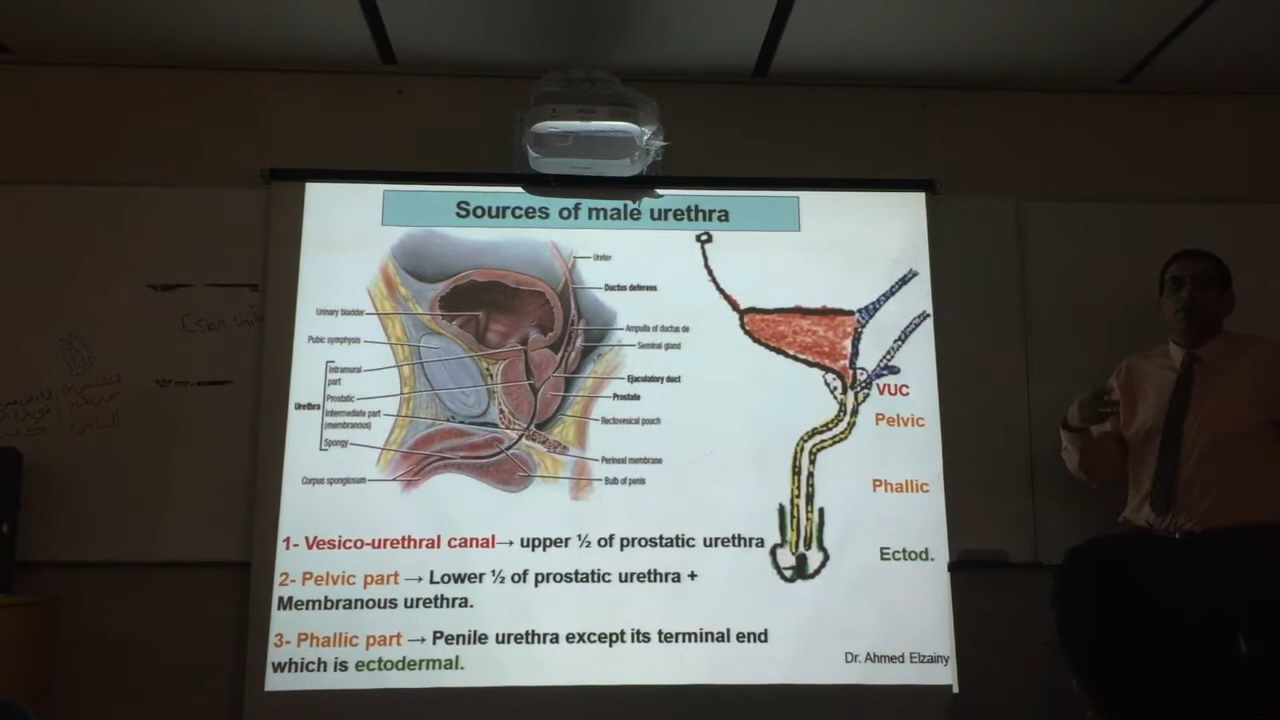 Sources of male urethra
Ureter
Ductus deferens
Urinary bladder
Ampulla of ductus de
Pubic symphysis
Seminal gland
Intramural
part
Ejaculatory duct
Prostatic
Prostate
Urethra
Intermediate part
(membranous)
Rectovesical pouch
Spongy
Perineal membrane
Corpus spongiosum
Bulb of penis
VUC
Pelvic
Phallic
Ectod.
1- Vesico-urethral canal→ upper ½ of prostatic urethra
2- Pelvic part → Lower ½ of prostatic urethra +
Membranous urethra.
3- Phallic part → Penile urethra except its terminal end
which is ectodermal.
Dr. Ahmed Elzainy